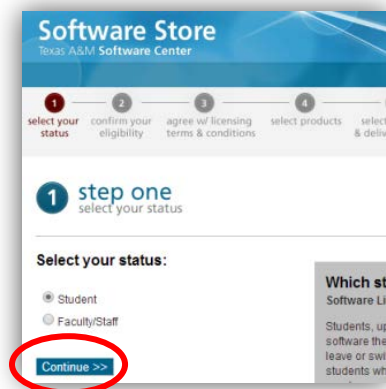 Software Store
Texas A&M Software Center
1 2 3 4
select your status
confirm your eligibility
agree w/ licensing terms & conditions
select products
select
& deliv
1 step one
select your status
Select your status:
Student
Faculty/Staff
Continue >>
Which st
Software Li
Students, up
software the
leave or swi
students wh